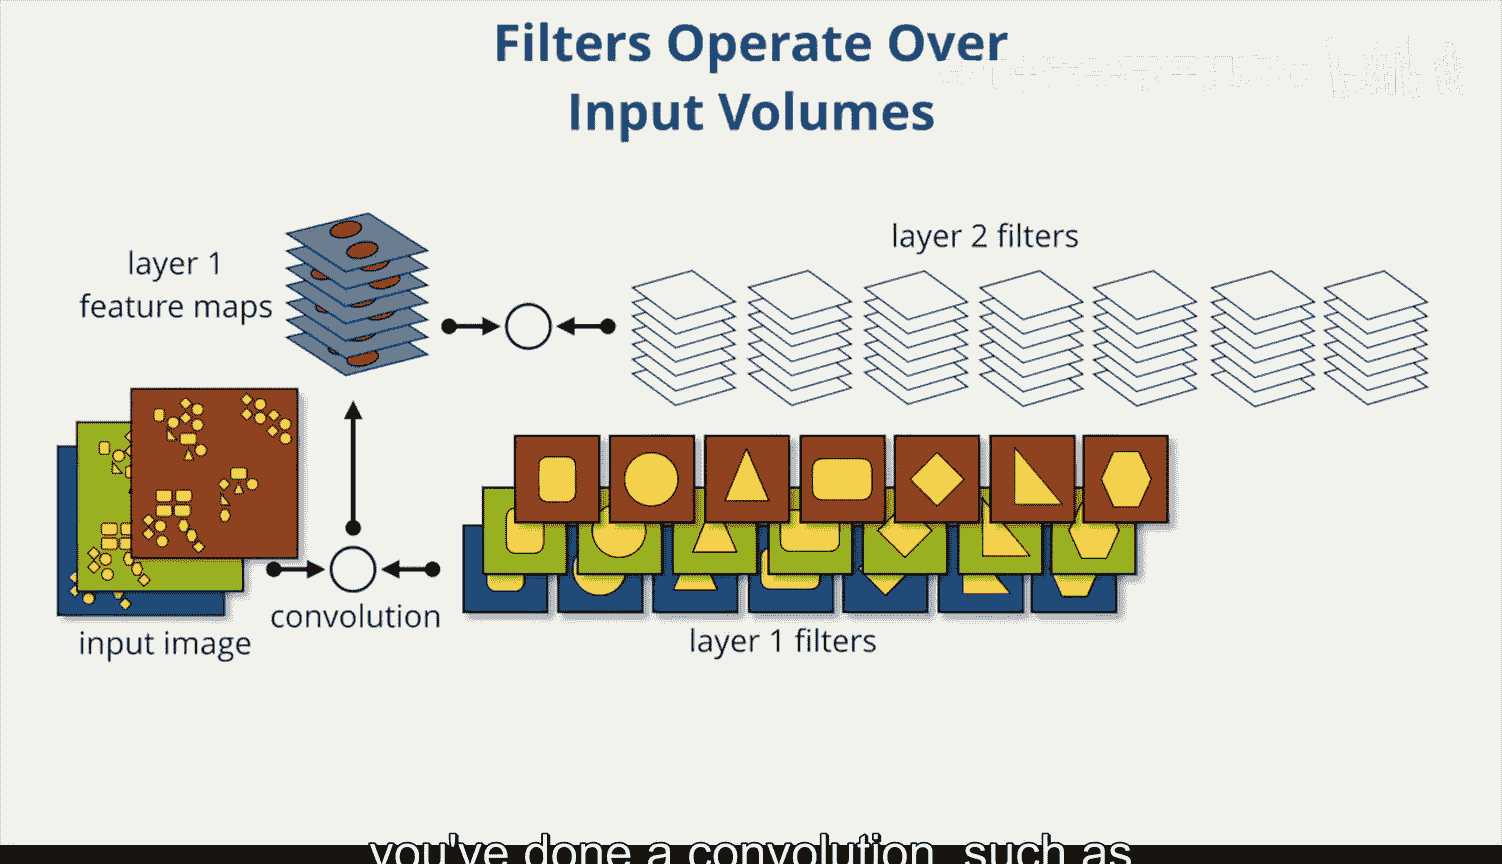 Filters Operate Over
Input Volumes
layer 2 filters
layer 1
feature maps
convolution
input image
layer 1 filters
you've done a convolution, such as